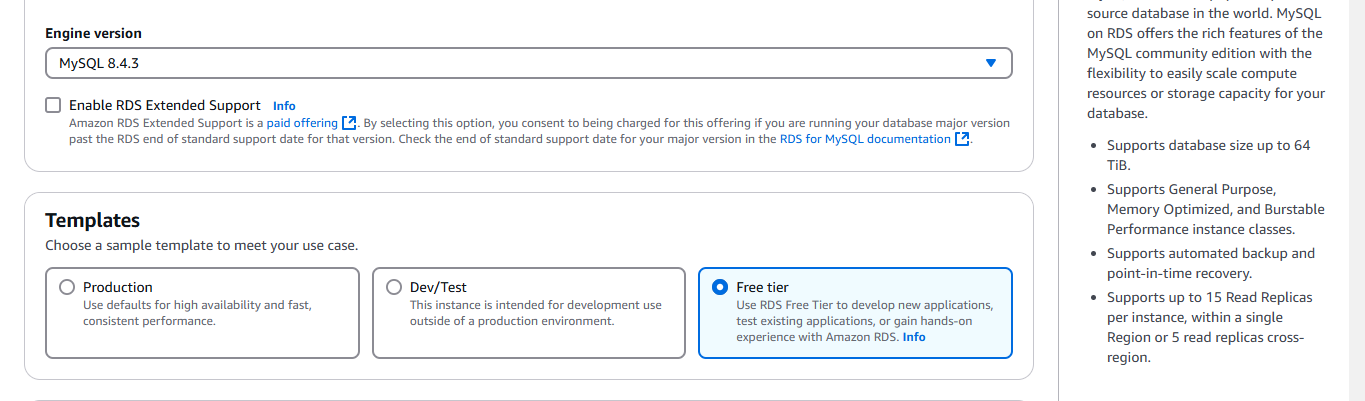 Engine version
MySQL 8.4.3
Enable RDS Extended Support Info
Amazon RDS Extended Support is a paid offering. By selecting this option, you consent to being charged for this offering if you are running your database major version
past the RDS end of standard support date for that version. Check the end of standard support date for your major version in the RDS for MySQL documentation.
Templates
Choose a sample template to meet your use case.
Production
Use defaults for high availability and fast,
consistent performance.
Dev/Test
This instance is intended for development use
outside of a production environment.
Free tier
Use RDS Free Tier to develop new applications,
test existing applications, or gain hands-on
experience with Amazon RDS. Info
source database in the world. MySQL
on RDS offers the rich features of the
MySQL community edition with the
flexibility to easily scale compute
resources or storage capacity for your
database.
• Supports database size up to 64
TiB.
• Supports General Purpose,
Memory Optimized, and Burstable
Performance instance classes.
• Supports automated backup and
point-in-time recovery.
• Supports up to 15 Read Replicas
per instance, within a single
Region or 5 read replicas cross-
region.